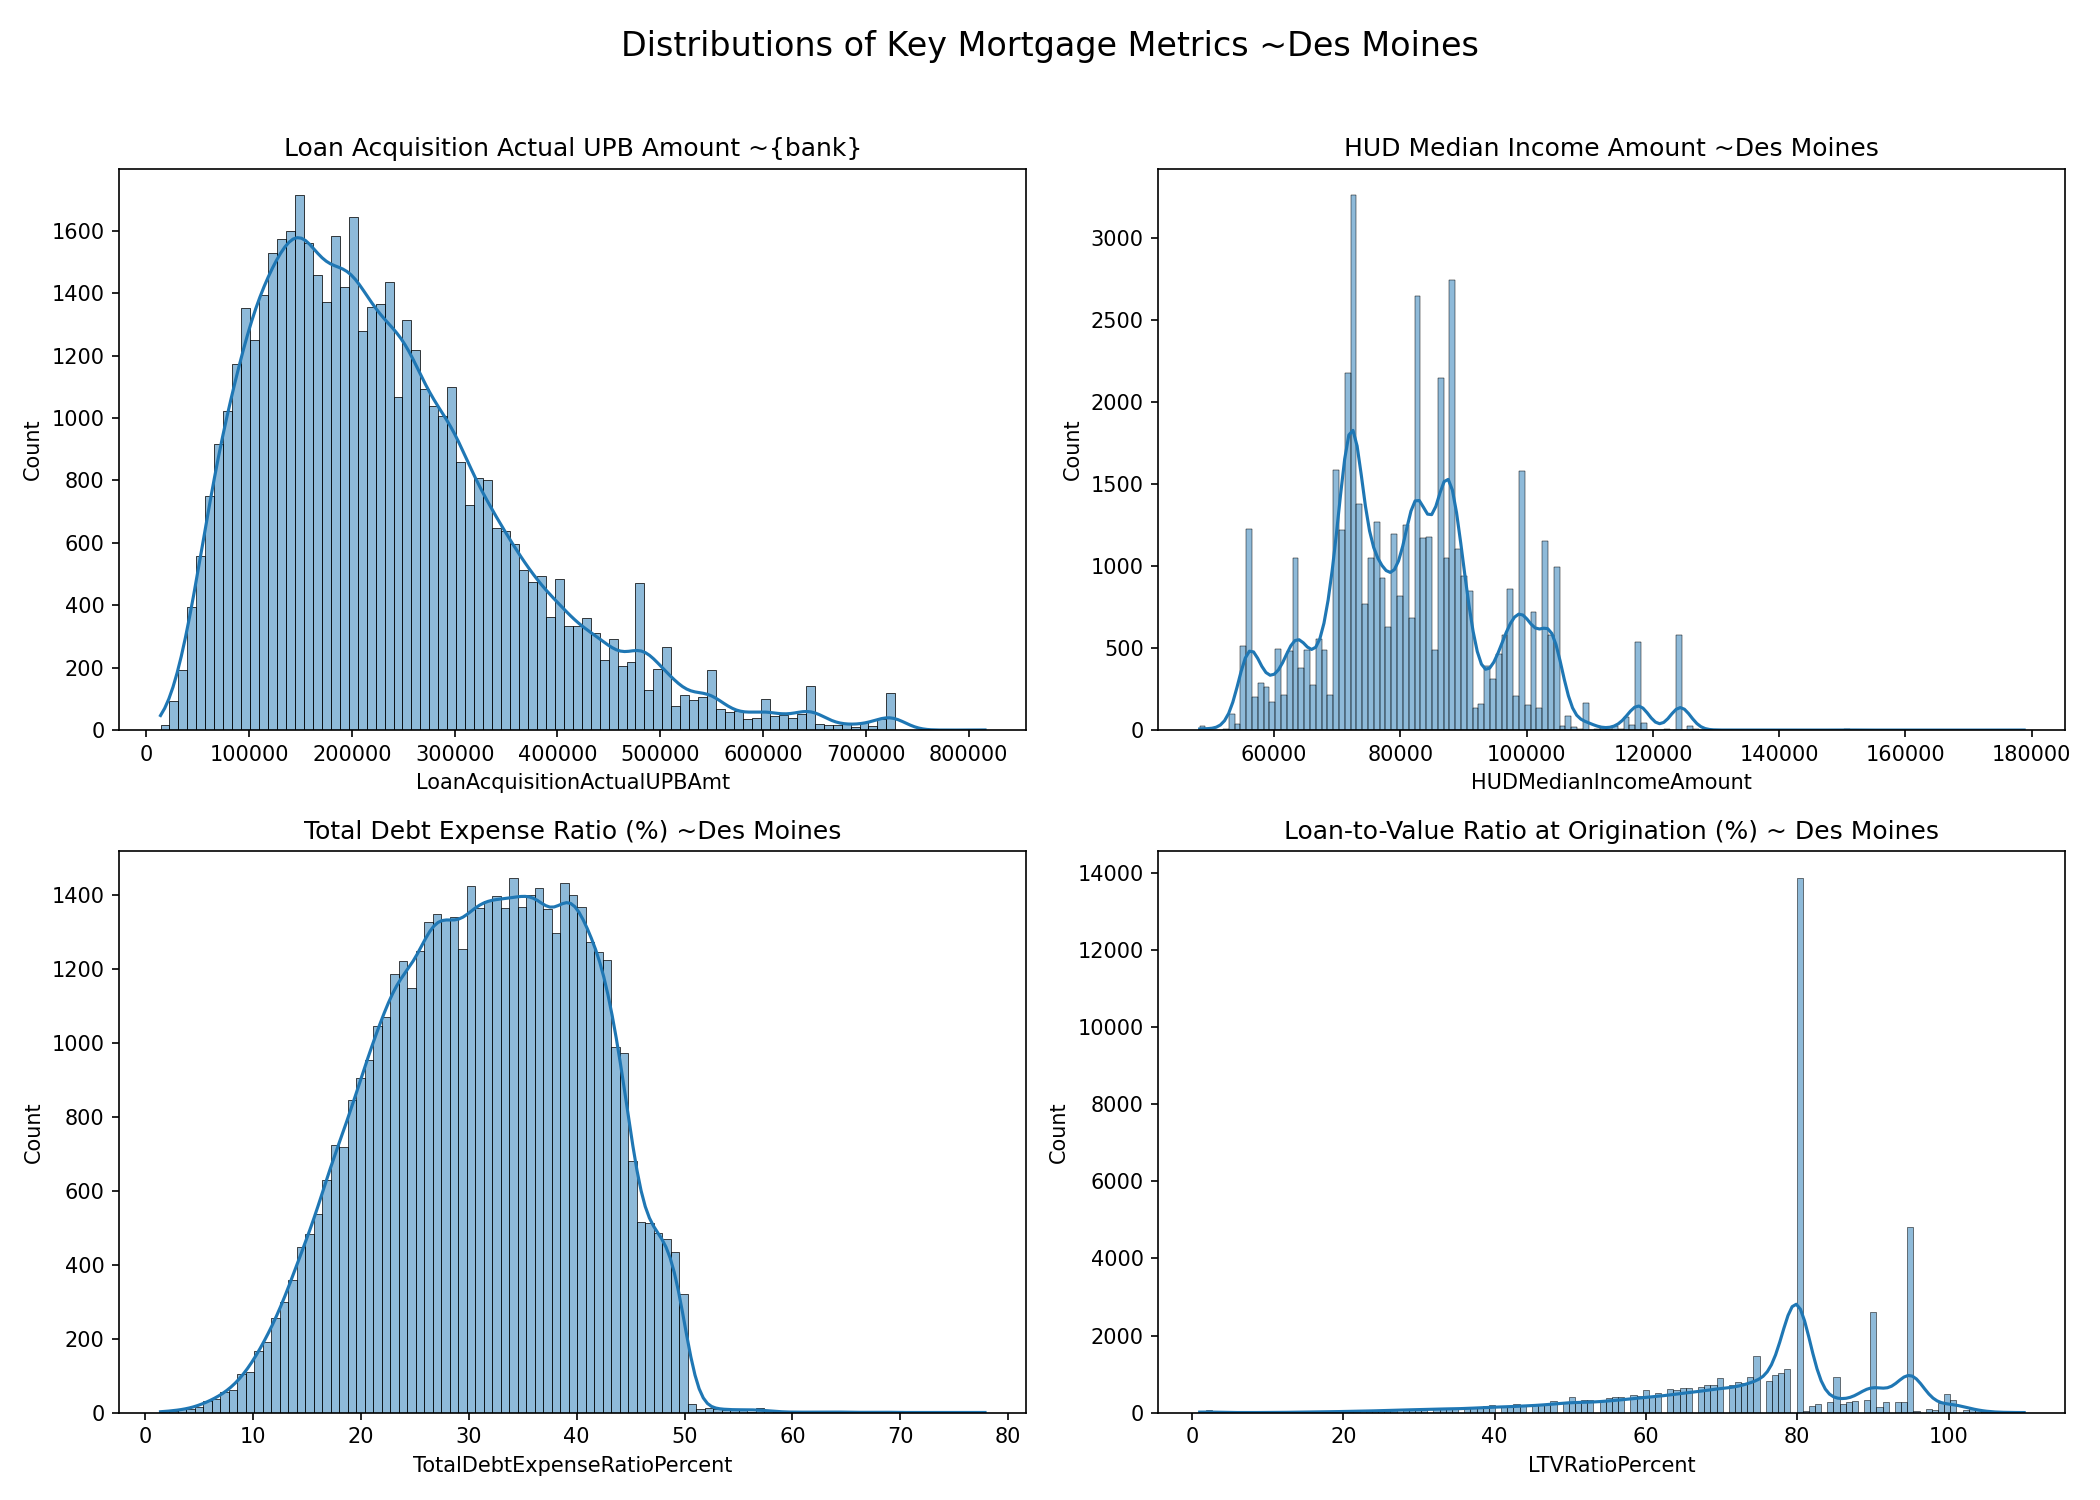 Distributions of Key Mortgage Metrics ~Des Moines
Loan Acquisition Actual UPB Amount ~{bank}
Count
1600
1400
1200
1000
800
600
400
200
0
0 100000 200000 300000 400000 500000 600000 700000 800000
LoanAcquisitionActualUPBAmt
HUD Median Income Amount ~Des Moines
Count
3000
2500
2000
1500
1000
500
0
60000 80000 100000 120000 140000 160000 180000
HUDMedianIncomeAmount
Total Debt Expense Ratio (%) ~Des Moines
Count
1400
1200
1000
800
600
400
200
0
0 10 20 30 40 50 60 70 80
TotalDebtExpenseRatioPercent
Loan-to-Value Ratio at Origination (%) ~ Des Moines
Count
14000
12000
10000
8000
6000
4000
2000
0
0 20 40 60 80 100
LTVRatioPercent